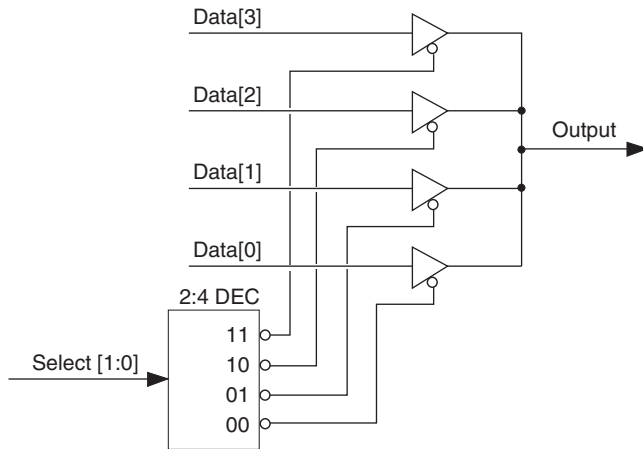 Data[3]
Data[2]
Output
Data[1]
Data[0]
2:4 DEC
11
Select [1:0]
10
01
00